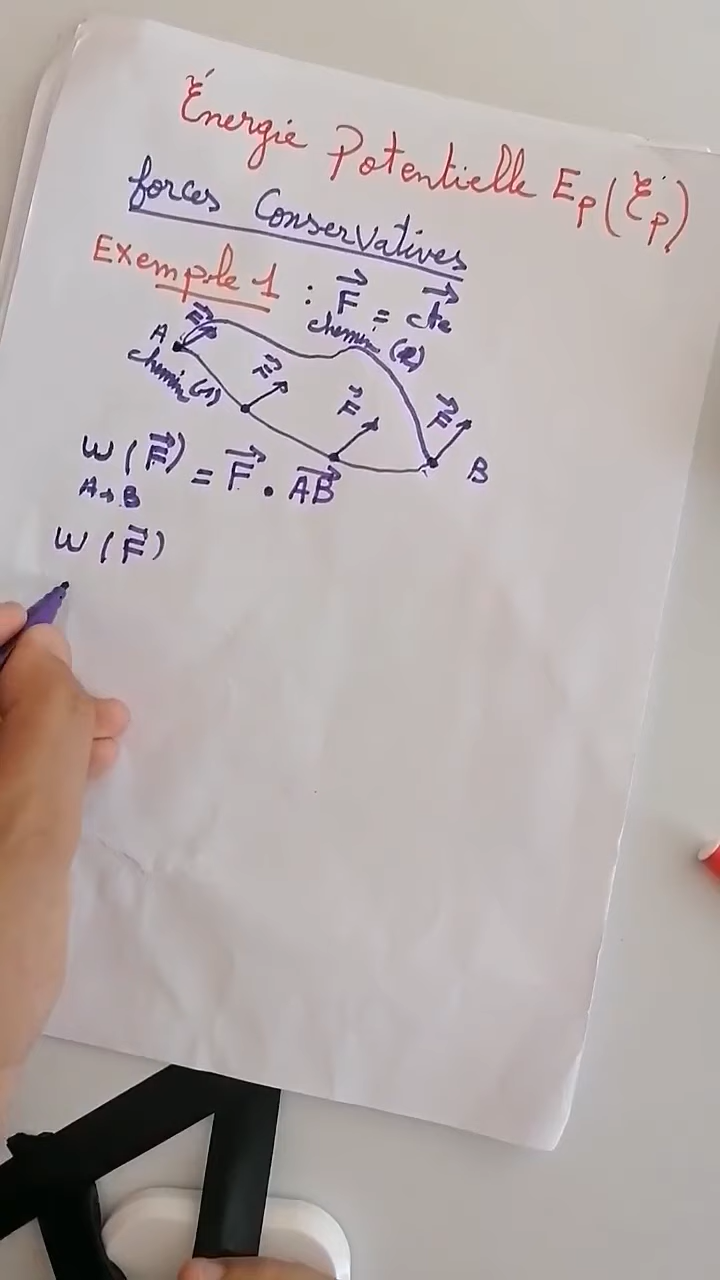 Énergie Potentielle Ep (Ɛp)
forces Conservatives
Exemple 1 : F⃗ = cte⃗
chemin (2)
A F⃗
chemin (1) F⃗ F⃗ F⃗ B
W (F⃗) = F⃗ . AB⃗
A→B
W (F⃗)